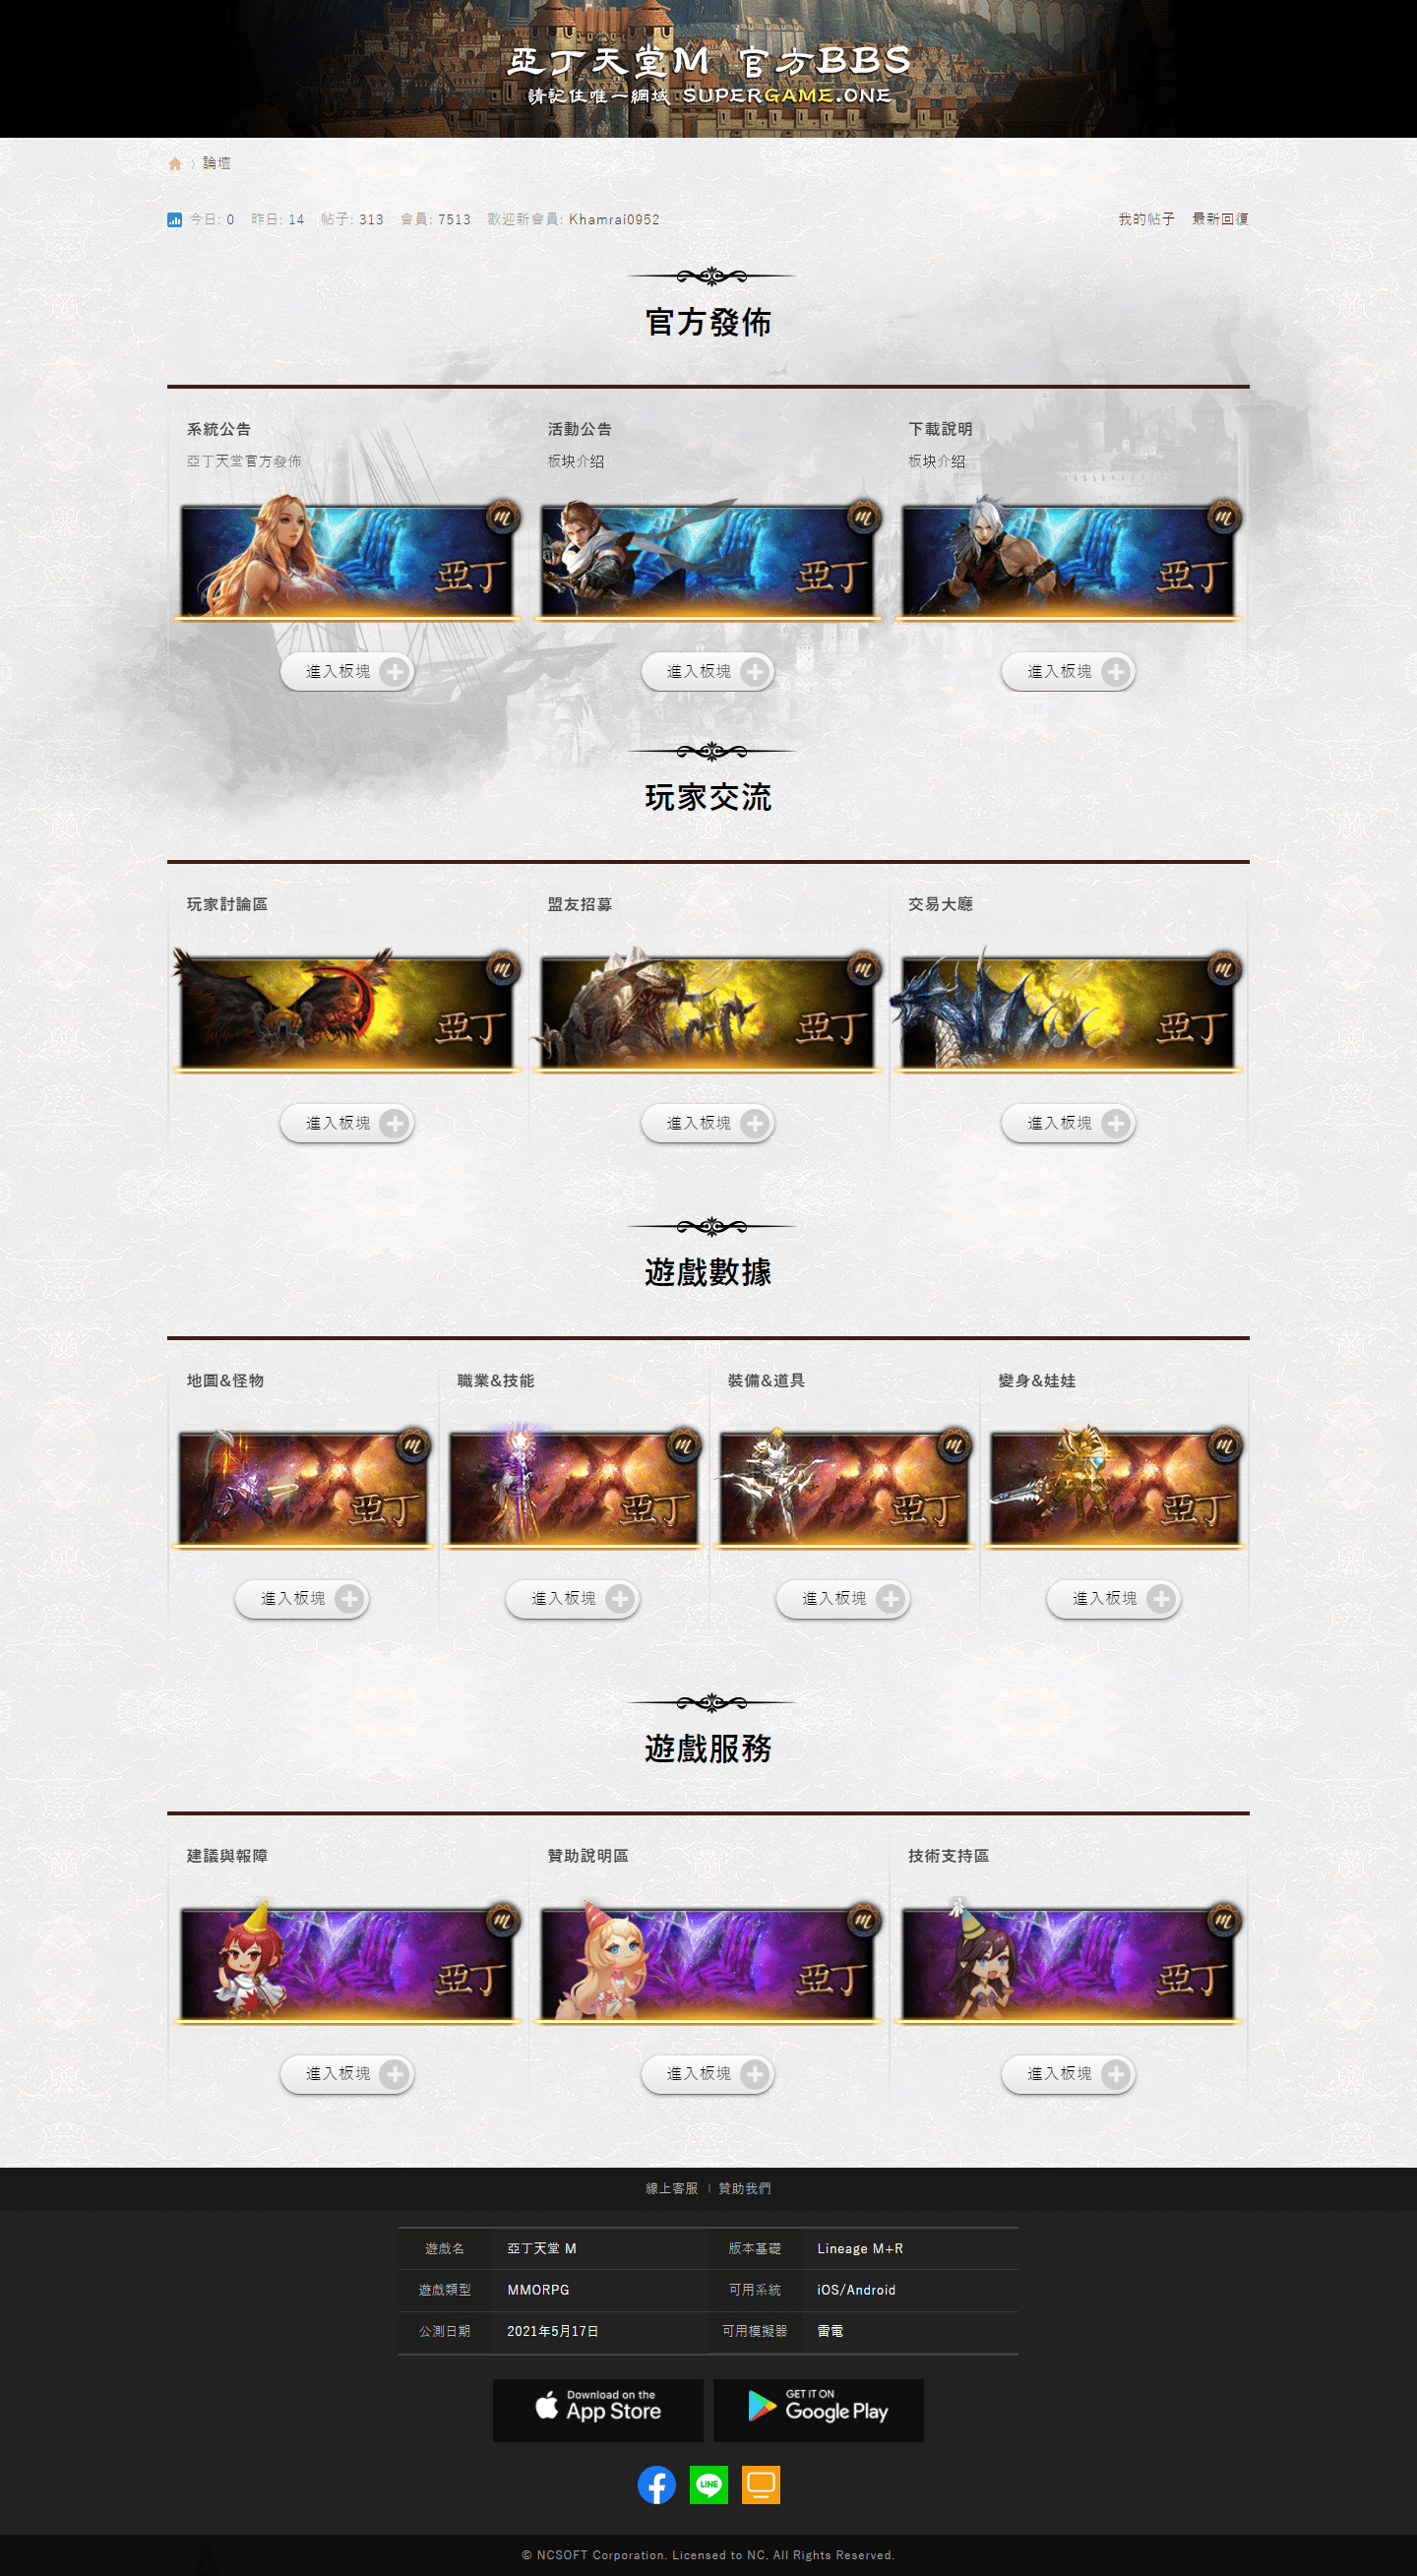 亞丁天堂M 官方BBS
請記住唯一網域 SUPERGAME.ONE
論壇
今日: 0 昨日: 14 帖子: 313 會員: 7513 歡迎新會員: Khamrai0952 我的帖子 最新回復
官方發佈
系統公告 活動公告 下載說明
亞丁天堂官方發佈 板块介绍 板块介绍
亞丁 亞丁 亞丁
進入板塊 進入板塊 進入板塊
玩家交流
玩家討論區 盟友招募 交易大廳
亞丁 亞丁 亞丁
進入板塊 進入板塊 進入板塊
遊戲數據
地圖&怪物 職業&技能 裝備&道具 變身&娃娃
亞丁 亞丁 亞丁 亞丁
進入板塊 進入板塊 進入板塊 進入板塊
遊戲服務
建議與報障 贊助說明區 技術支持區
亞丁 亞丁 亞丁
進入板塊 進入板塊 進入板塊
線上客服 | 贊助我們
遊戲名 亞丁天堂 M 版本基礎 Lineage M+R
遊戲類型 MMORPG 可用系統 iOS/Android
公測日期 2021年5月17日 可用模擬器 雷電
Download on the GET IT ON
App Store Google Play
LINE
© NCSOFT Corporation. Licensed to NC. All Rights Reserved.